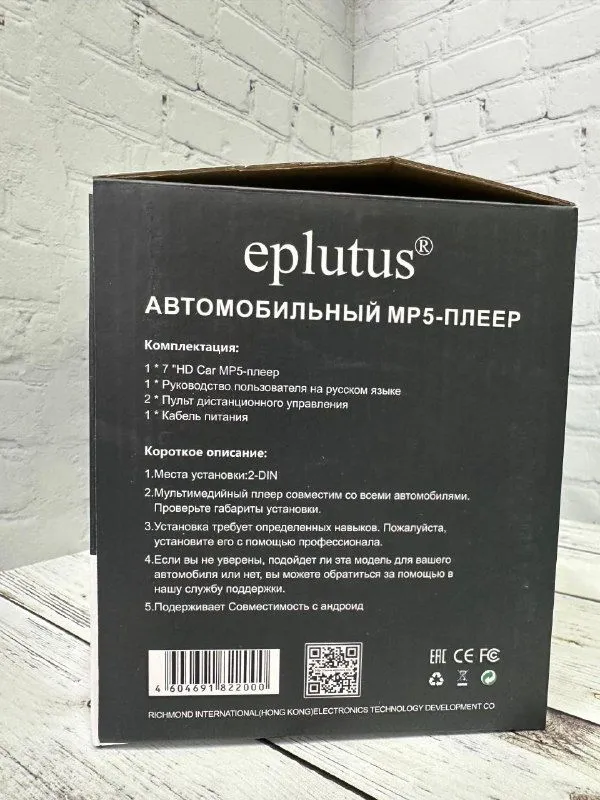 eplutus®
АВТОМОБИЛЬНЫЙ МР5-ПЛЕЕР
Комплектация:
1 * 7 "HD Car MP5-плеер
1 * Руководство пользователя на русском языке
2 * Пульт дистанционного управления
1 * Кабель питания
Короткое описание:
1.Места установки:2-DIN
2.Мультимедийный плеер совместим со всеми автомобилями.
Проверьте габариты установки.
3.Установка требует определенных навыков. Пожалуйста,
установите его с помощью профессионала.
4.Если вы не уверены, подойдет ли эта модель для вашего
автомобиля или нет, вы можете обратиться за помощью в
нашу службу поддержки.
5.Подерживает Совместимость с андроид
4 604691 822000
EAC CE FC
RICHMOND INTERNATIONAL(HONG KONG)ELECTRONICS TECHNOLOGY DEVELOPMENT CO